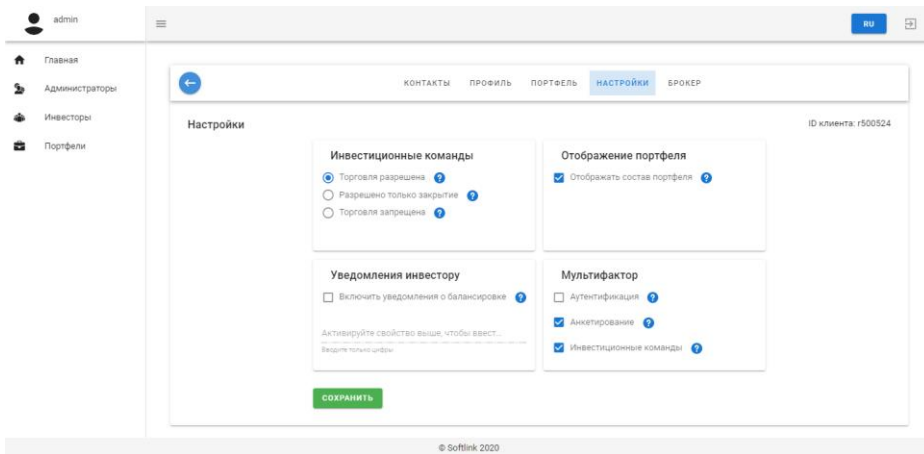 admin
RU
Главная
Администраторы
Инвесторы
Портфели
КОНТАКТЫ ПРОФИЛЬ ПОРТФЕЛЬ НАСТРОЙКИ БРОКЕР
Настройки
ID клиента: r500524
Инвестиционные команды
Торговля разрешена ?
Разрешено только закрытие ?
Торговля запрещена ?
Отображение портфеля
Отображать состав портфеля ?
Уведомления инвестору
Включить уведомления о балансировке ?
Активируйте свойство выше, чтобы ввест...
Введите только цифры
Мультифактор
Аутентификация ?
Анкетирование ?
Инвестиционные команды ?
СОХРАНИТЬ
© Softlink 2020